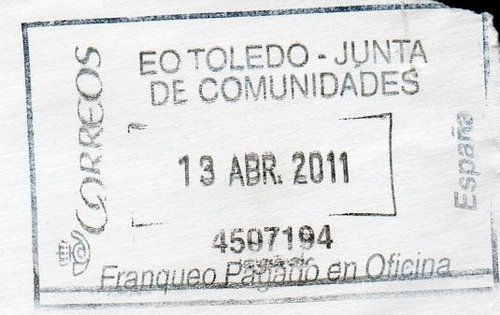 EO TOLEDO - JUNTA
DE COMUNIDADES
CORREOS
13 ABR. 2011
España
4507194
Franqueo Pagado en Oficina